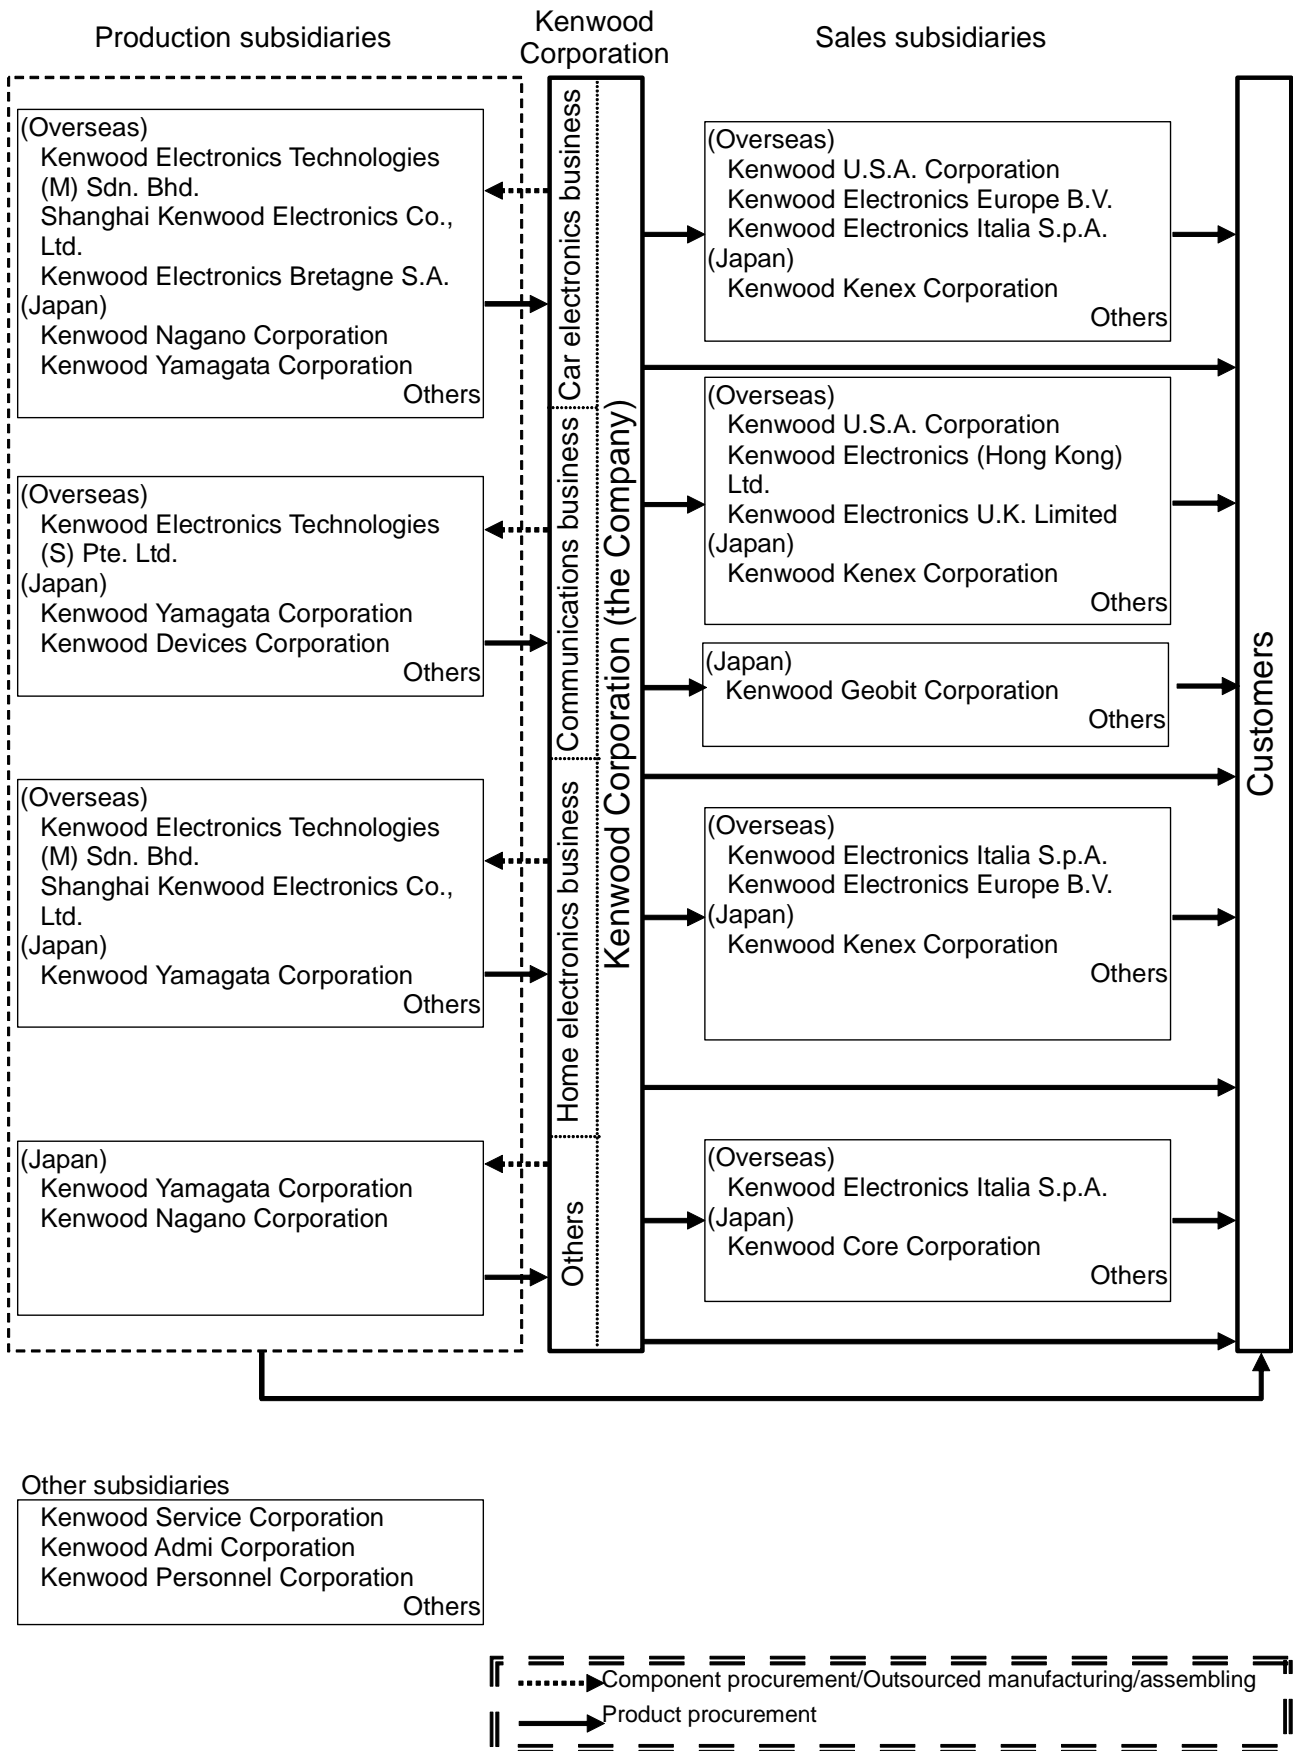 Production subsidiaries
Kenwood
Corporation
Sales subsidiaries
(Overseas)
Kenwood Electronics Technologies
(M) Sdn. Bhd.
Shanghai Kenwood Electronics Co.,
Ltd.
Kenwood Electronics Bretagne S.A.
(Japan)
Kenwood Nagano Corporation
Kenwood Yamagata Corporation
Others
(Overseas)
Kenwood Electronics Technologies
(S) Pte. Ltd.
(Japan)
Kenwood Yamagata Corporation
Kenwood Devices Corporation
Others
(Overseas)
Kenwood Electronics Technologies
(M) Sdn. Bhd.
Shanghai Kenwood Electronics Co.,
Ltd.
(Japan)
Kenwood Yamagata Corporation
Others
(Japan)
Kenwood Yamagata Corporation
Kenwood Nagano Corporation
Car electronics business
Communications business
Home electronics business
Others
Kenwood Corporation (the Company)
(Overseas)
Kenwood U.S.A. Corporation
Kenwood Electronics Europe B.V.
Kenwood Electronics Italia S.p.A.
(Japan)
Kenwood Kenex Corporation
Others
(Overseas)
Kenwood U.S.A. Corporation
Kenwood Electronics (Hong Kong)
Ltd.
Kenwood Electronics U.K. Limited
(Japan)
Kenwood Kenex Corporation
Others
(Japan)
Kenwood Geobit Corporation
Others
(Overseas)
Kenwood Electronics Italia S.p.A.
Kenwood Electronics Europe B.V.
(Japan)
Kenwood Kenex Corporation
Others
(Overseas)
Kenwood Electronics Italia S.p.A.
(Japan)
Kenwood Core Corporation
Others
Customers
Other subsidiaries
Kenwood Service Corporation
Kenwood Admi Corporation
Kenwood Personnel Corporation
Others
Component procurement/Outsourced manufacturing/assembling
Product procurement